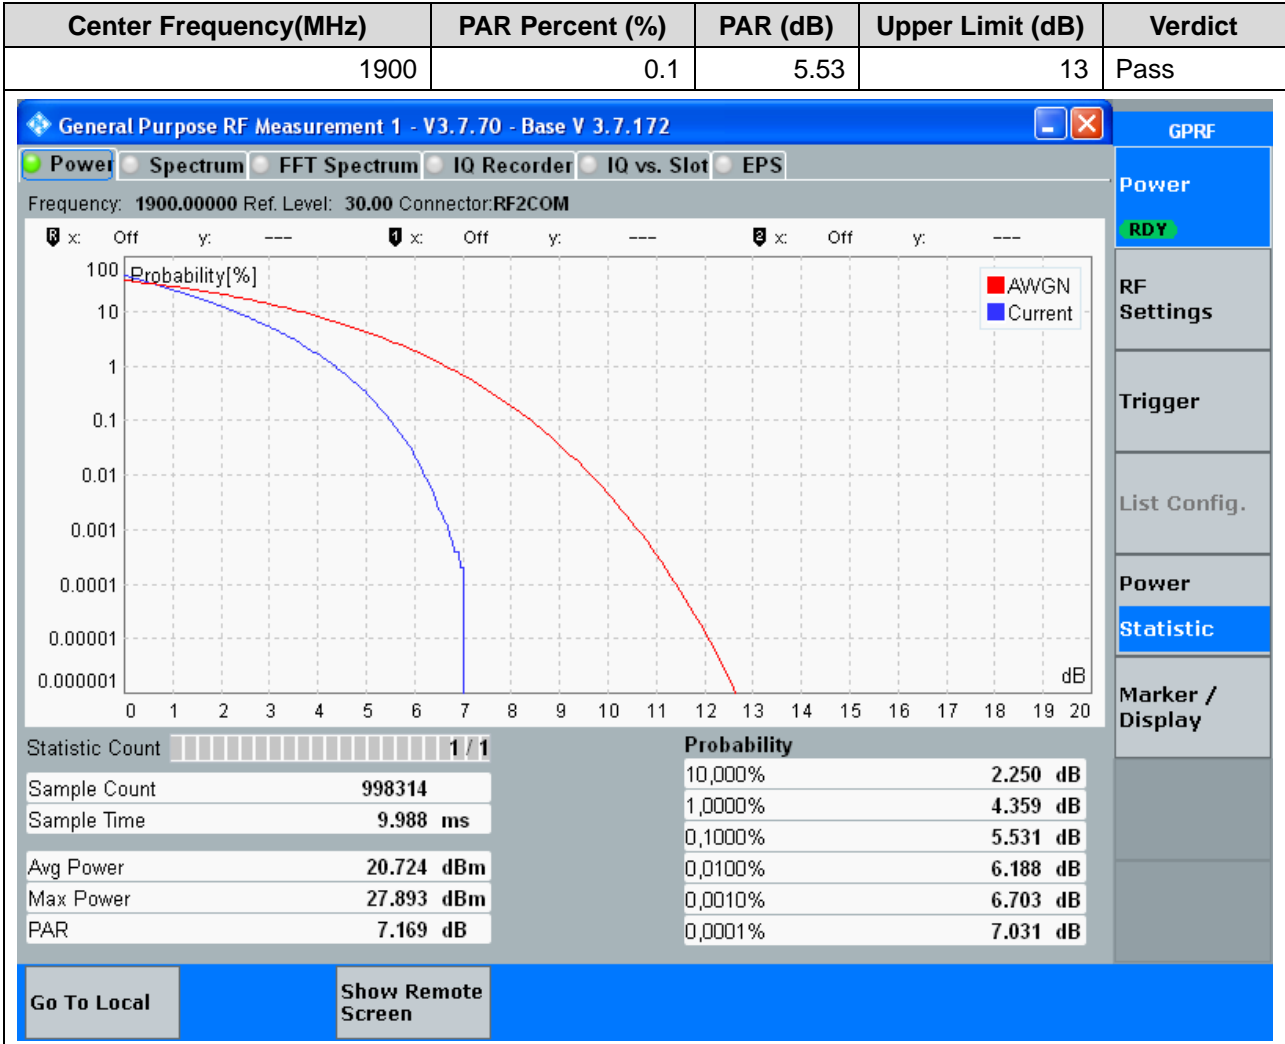 Center Frequency(MHz) PAR Percent (%) PAR (dB) Upper Limit (dB) Verdict
1900 0.1 5.53 13 Pass
General Purpose RF Measurement 1 - V3.7.70 - Base V 3.7.172
GPRF
Power Spectrum FFT Spectrum IQ Recorder IQ vs. Slot EPS
Power
RDY
Frequency: 1900.00000 Ref. Level: 30.00 Connector:RF2COM
R x: Off y: --- 1 x: Off y: --- 2 x: Off y: ---
Probability[%]
100
10
1
0.1
0.01
0.001
0.0001
0.00001
0.000001
AWGN
Current
dB
0 1 2 3 4 5 6 7 8 9 10 11 12 13 14 15 16 17 18 19 20
RF
Settings
Trigger
List Config.
Power
Statistic
Marker /
Display
Statistic Count 1 / 1
Sample Count 998314
Sample Time 9.988 ms
Avg Power 20.724 dBm
Max Power 27.893 dBm
PAR 7.169 dB
Probability
10,000% 2.250 dB
1,0000% 4.359 dB
0,1000% 5.531 dB
0,0100% 6.188 dB
0,0010% 6.703 dB
0,0001% 7.031 dB
Go To Local
Show Remote
Screen